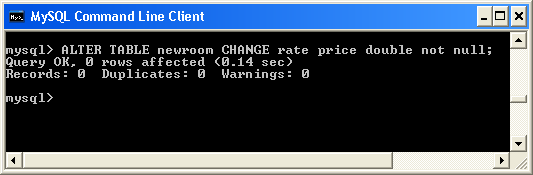 MySQL Command Line Client
mysql> ALTER TABLE newroom CHANGE rate price double not null;
Query OK, 0 rows affected (0.14 sec)
Records: 0  Duplicates: 0  Warnings: 0
mysql>